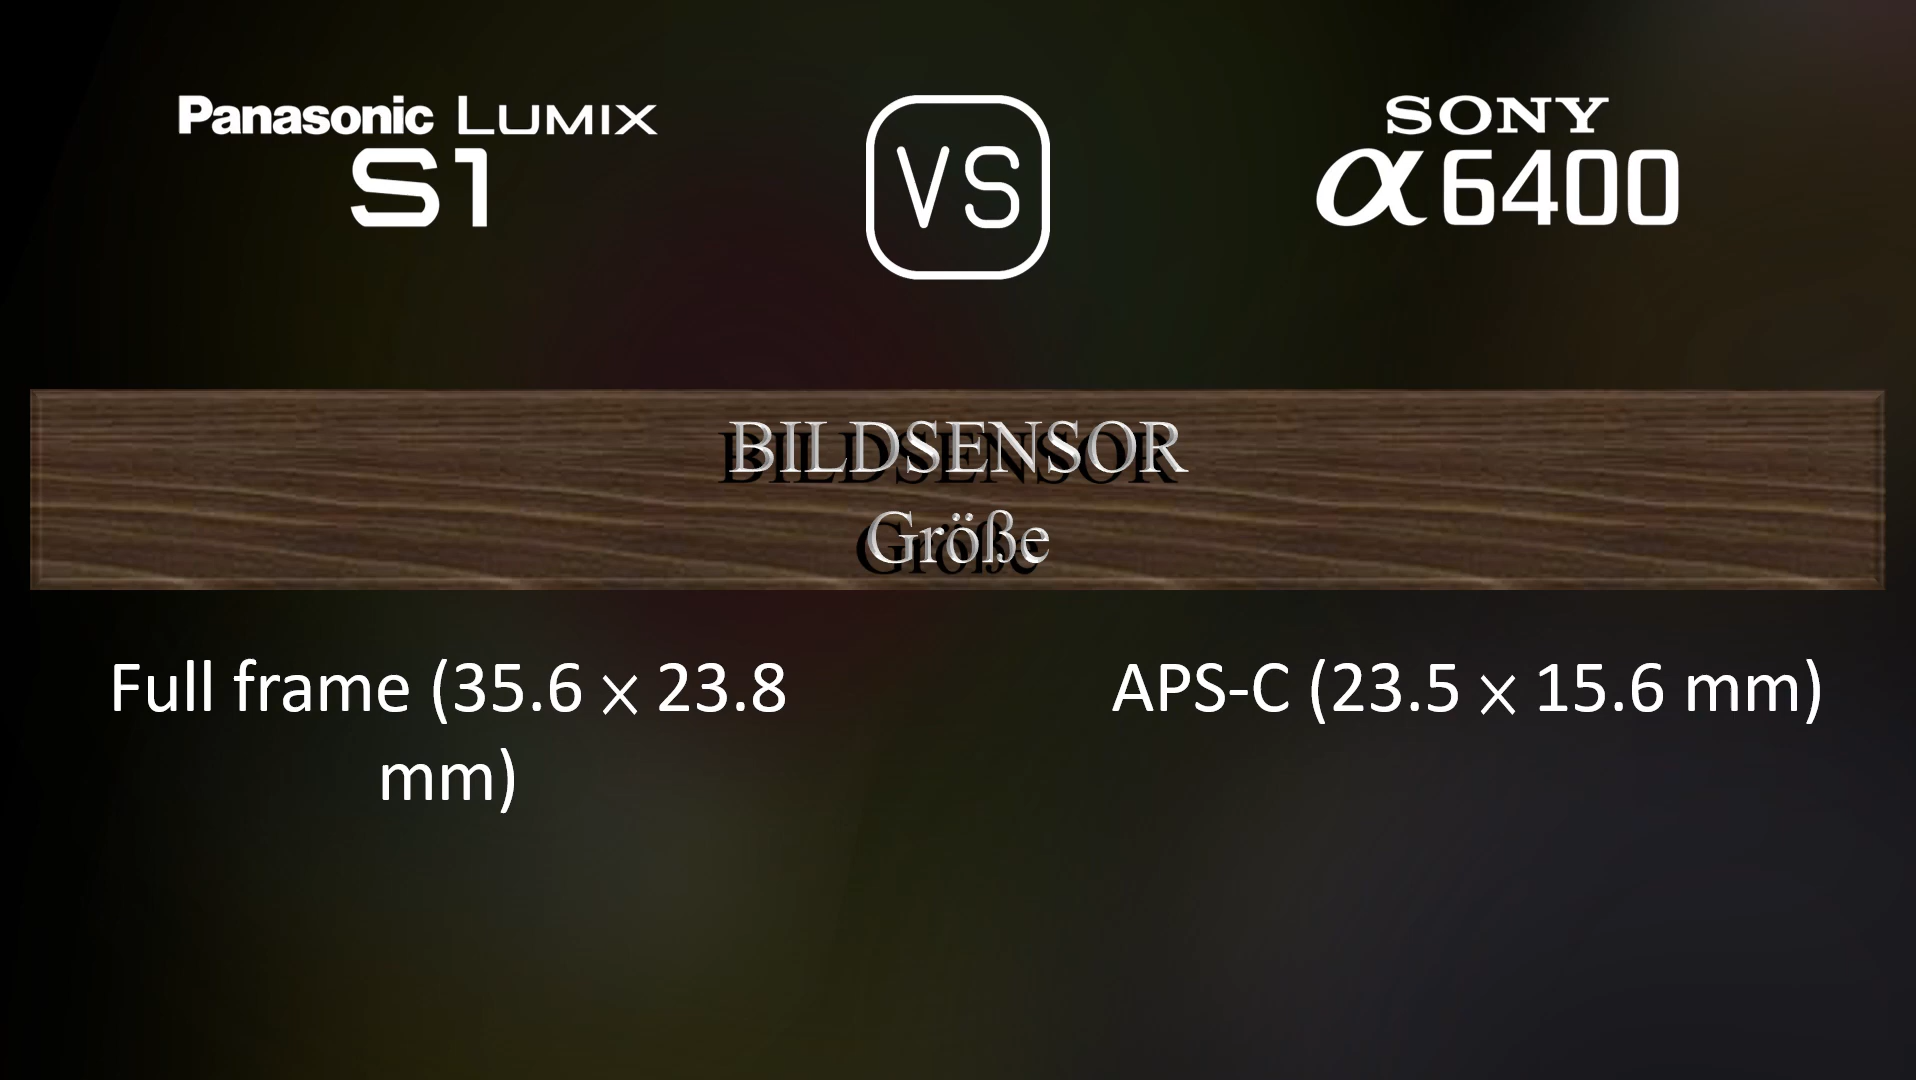 Panasonic LUMIX
S1
VS
SONY
α6400
BILDSENSOR
Größe
Full frame (35.6 x 23.8
mm)
APS-C (23.5 x 15.6 mm)